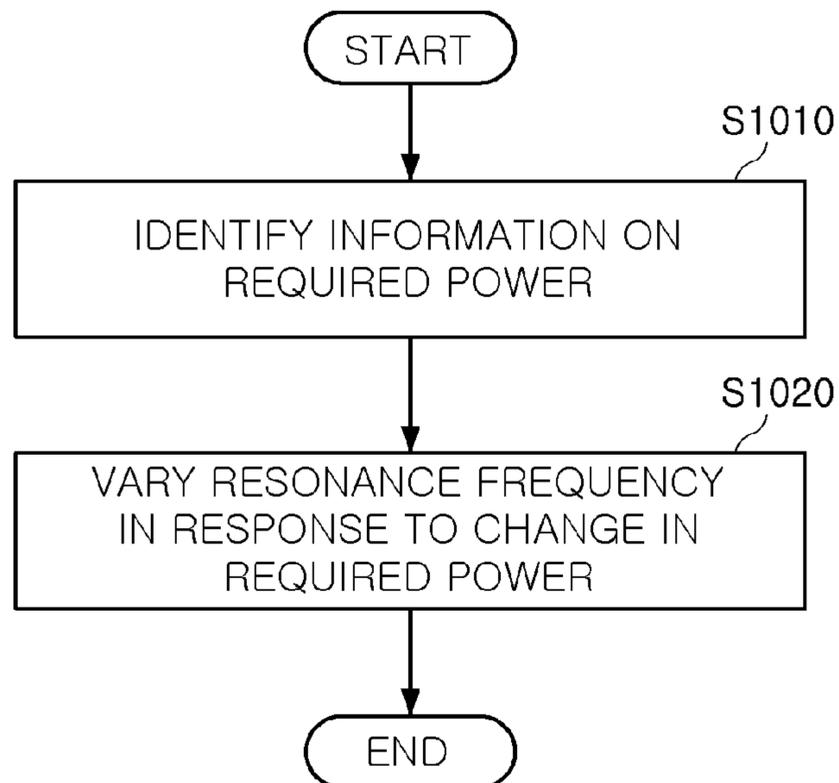 START
S1010
IDENTIFY INFORMATION ON
REQUIRED POWER
S1020
VARY RESONANCE FREQUENCY
IN RESPONSE TO CHANGE IN
REQUIRED POWER
END